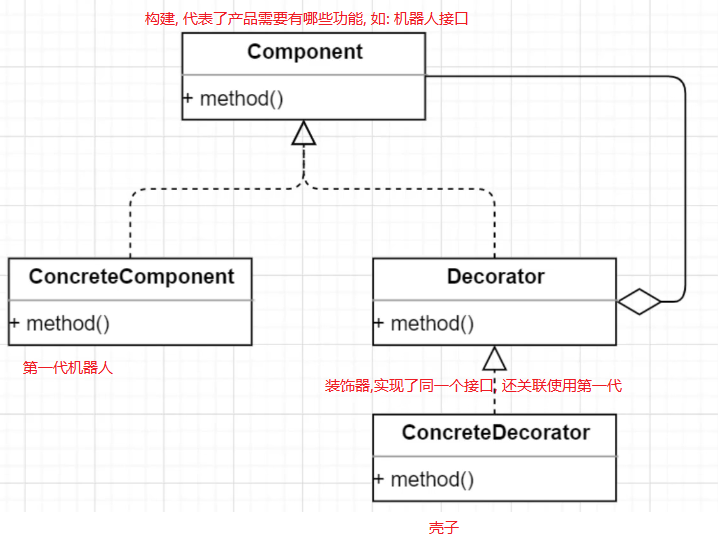 构建, 代表了产品需要有哪些功能, 如: 机器人接口
Component
+ method()
ConcreteComponent
+ method()
Decorator
+ method()
第一代机器人
装饰器,实现了同一个接口, 还关联使用第一代
ConcreteDecorator
+ method()
壳子